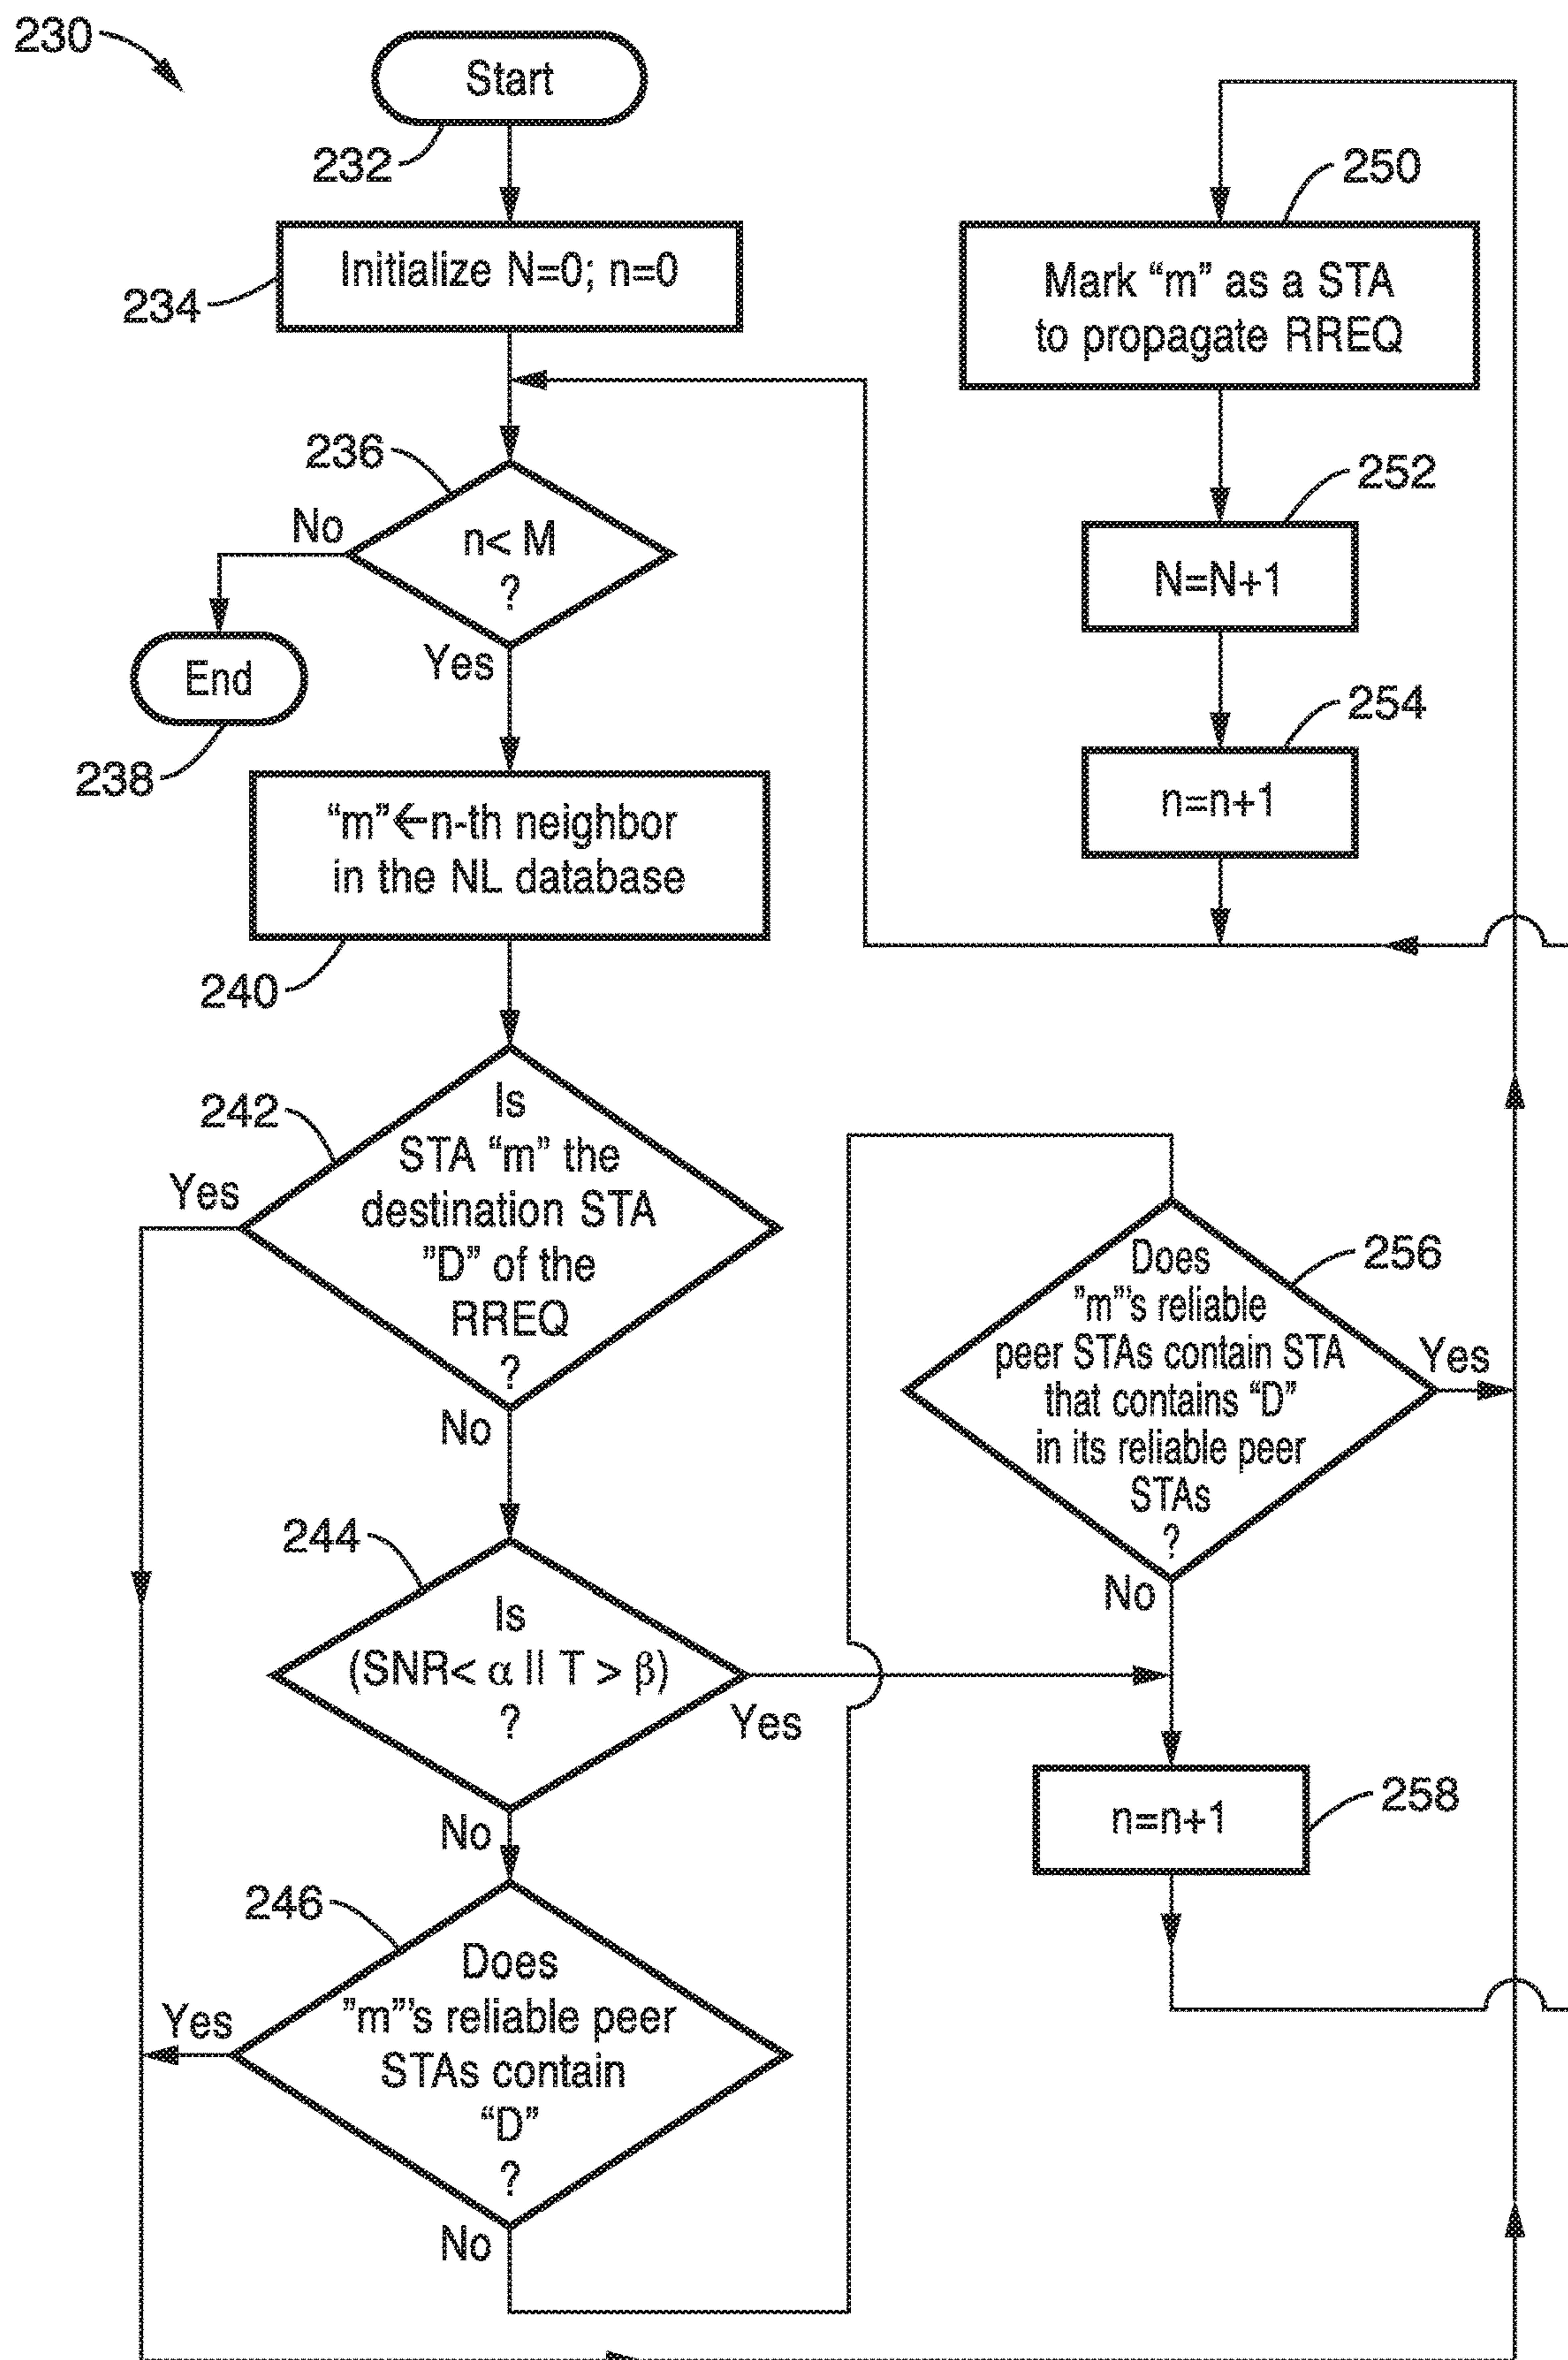 230
Start
232
Initialize N=0; n=0
234
236
n< M
?
No
Yes
End
238
"m"←n-th neighbor
in the NL database
240
242
Is
STA "m" the
destination STA
"D" of the
RREQ
?
Yes
No
244
Is
(SNR< α || T > β)
?
Yes
No
246
Does
"m"'s reliable peer
STAs contain
"D"
?
Yes
No
250
Mark "m" as a STA
to propagate RREQ
252
N=N+1
254
n=n+1
256
Does
"m"'s reliable
peer STAs contain STA
that contains "D"
in its reliable peer
STAs
?
Yes
No
258
n=n+1